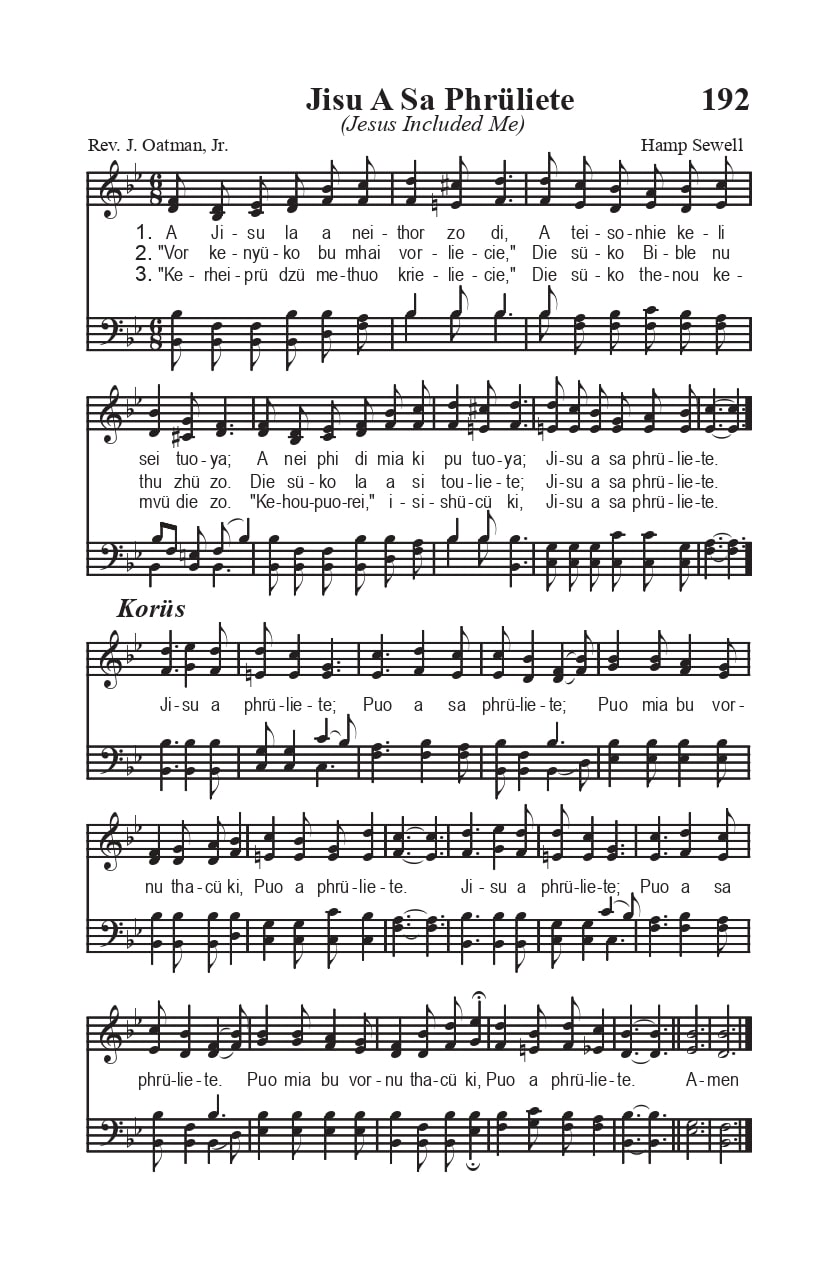 Jisu A Sa Phrüliete 192
(Jesus Included Me)
Rev. J. Oatman, Jr. Hamp Sewell
1. A Ji - su la a nei - thor zo di, A tei - so - nhie ke - li
2. "Vor ke - nyü - ko bu mhai vor - lie - cie," Die sü - ko Bi - ble nu
3. "Ke - rhei - prü dzü me - thuo krie - lie - cie," Die sü - ko the - nou ke -
sei tuo - ya; A nei phi di mia ki pu tuo - ya; Ji - su a sa phrü - lie - te.
thu zhü zo. Die sü - ko la a si tou - lie - te; Ji - su a sa phrü - lie - te.
mvü die zo. "Ke - hou - puo - rei," i - si - shü - cü ki, Ji - su a sa phrü - lie - te.
Korüs
Ji - su a phrü - lie - te; Puo a sa phrü - lie - te; Puo mia bu vor -
nu tha - cü ki, Puo a phrü - lie - te. Ji - su a phrü - lie - te; Puo a sa
phrü - lie - te. Puo mia bu vor - nu tha - cü ki, Puo a phrü - lie - te. A - men